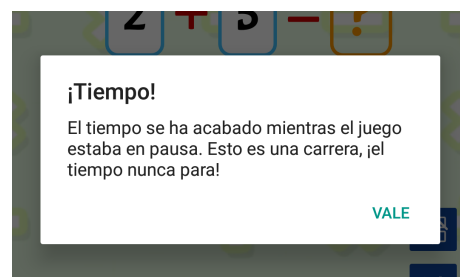 2 + 3 = ?
¡Tiempo!
El tiempo se ha acabado mientras el juego
estaba en pausa. Esto es una carrera, ¡el
tiempo nunca para!
VALE